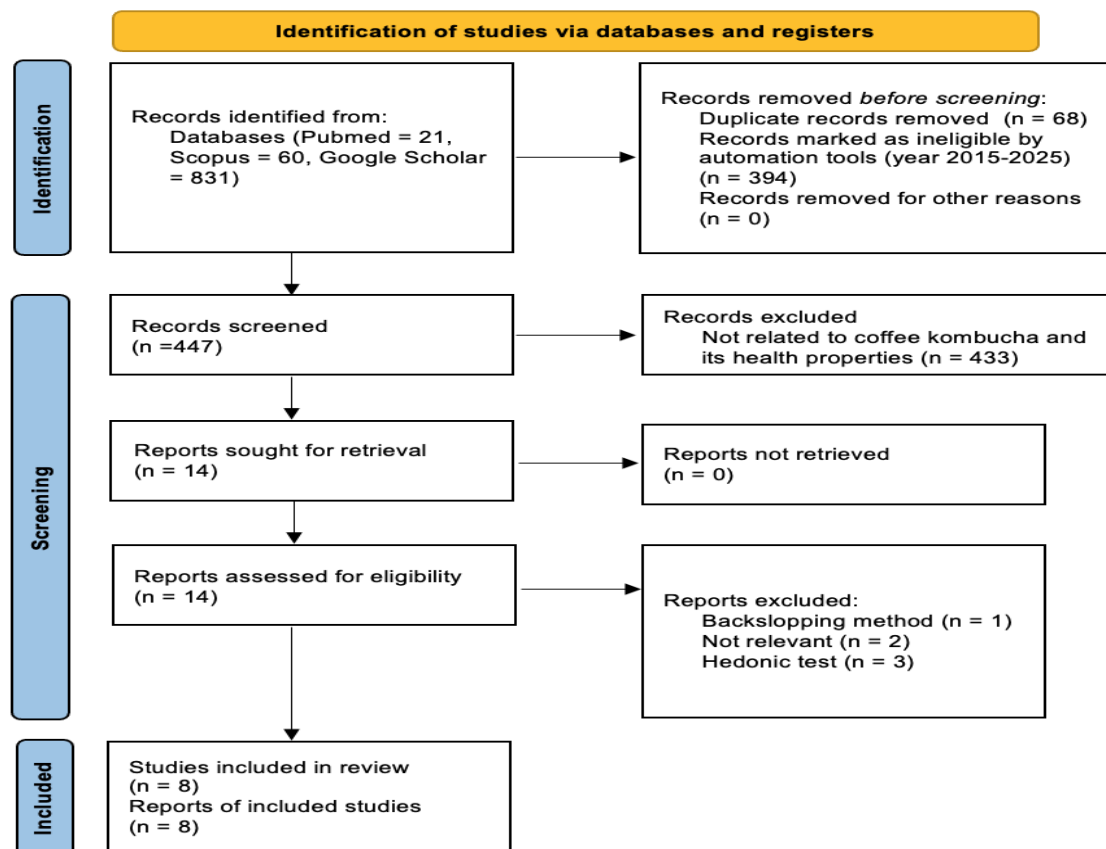 Identification of studies via databases and registers
Identification
Records identified from:
Databases (Pubmed = 21,
Scopus = 60, Google Scholar
= 831)
Records removed before screening:
Duplicate records removed (n = 68)
Records marked as ineligible by
automation tools (year 2015-2025)
(n = 394)
Records removed for other reasons
(n = 0)
Screening
Records screened
(n =447)
Records excluded
Not related to coffee kombucha and
its health properties (n = 433)
Reports sought for retrieval
(n = 14)
Reports not retrieved
(n = 0)
Reports assessed for eligibility
(n = 14)
Reports excluded:
Backslopping method (n = 1)
Not relevant (n = 2)
Hedonic test (n = 3)
Included
Studies included in review
(n = 8)
Reports of included studies
(n = 8)